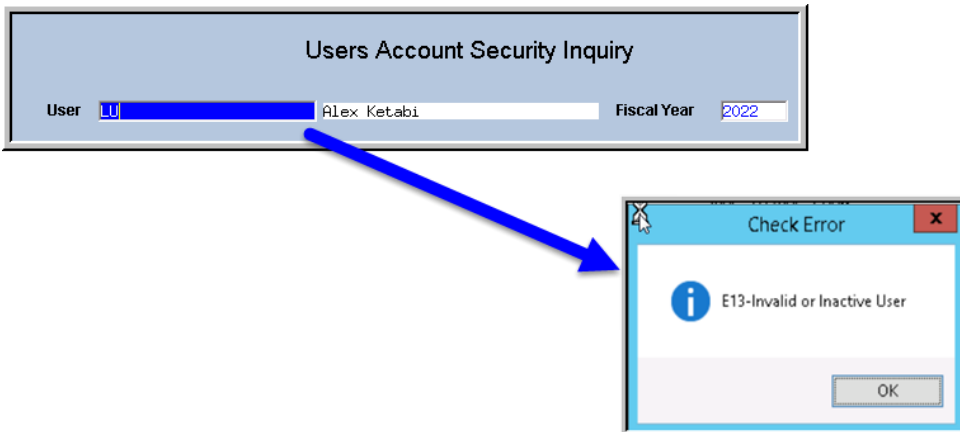 Users Account Security Inquiry
User LU Alex Ketabi Fiscal Year 2022
Check Error
x
E13-Invalid or Inactive User
OK